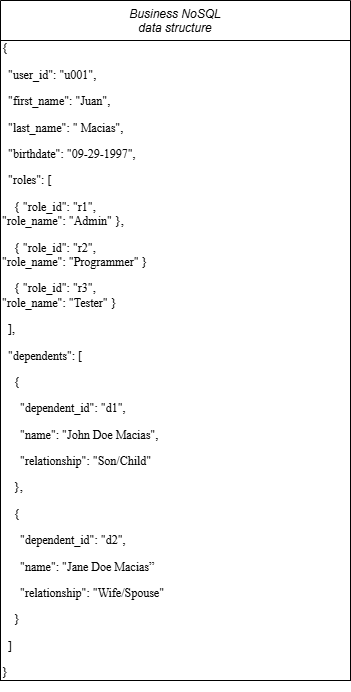 Business NoSQL
data structure
{
"user_id": "u001",
"first_name": "Juan",
"last_name": " Macias",
"birthdate": "09-29-1997",
"roles": [
{ "role_id": "r1",
"role_name": "Admin" },
{ "role_id": "r2",
"role_name": "Programmer" }
{ "role_id": "r3",
"role_name": "Tester" }
],
"dependents": [
{
"dependent_id": "d1",
"name": "John Doe Macias",
"relationship": "Son/Child"
},
{
"dependent_id": "d2",
"name": "Jane Doe Macias”
"relationship": "Wife/Spouse"
}
]
}